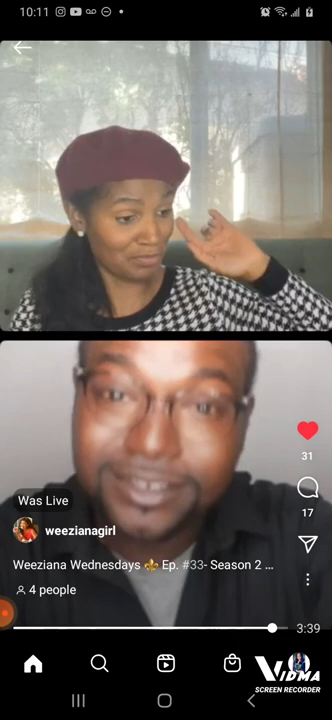 10:11
Was Live
weezianagirl
Weeziana Wednesdays ⚜ Ep. #33- Season 2 ...
4 people
31
17
3:39
VIDMA
SCREEN RECORDER